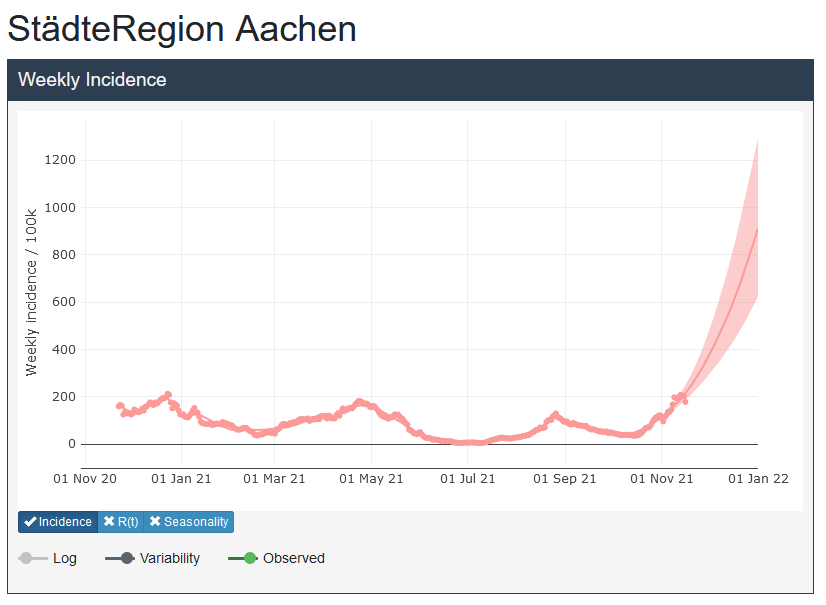 StädteRegion Aachen
Weekly Incidence
Weekly incidence / 100k
1200
1000
800
600
400
200
0
01 Nov 20 01 Jan 21 01 Mar 21 01 May 21 01 Jul 21 01 Sep 21 01 Nov 21 01 Jan 22
Incidence R(t) Seasonality
Log Variability Observed